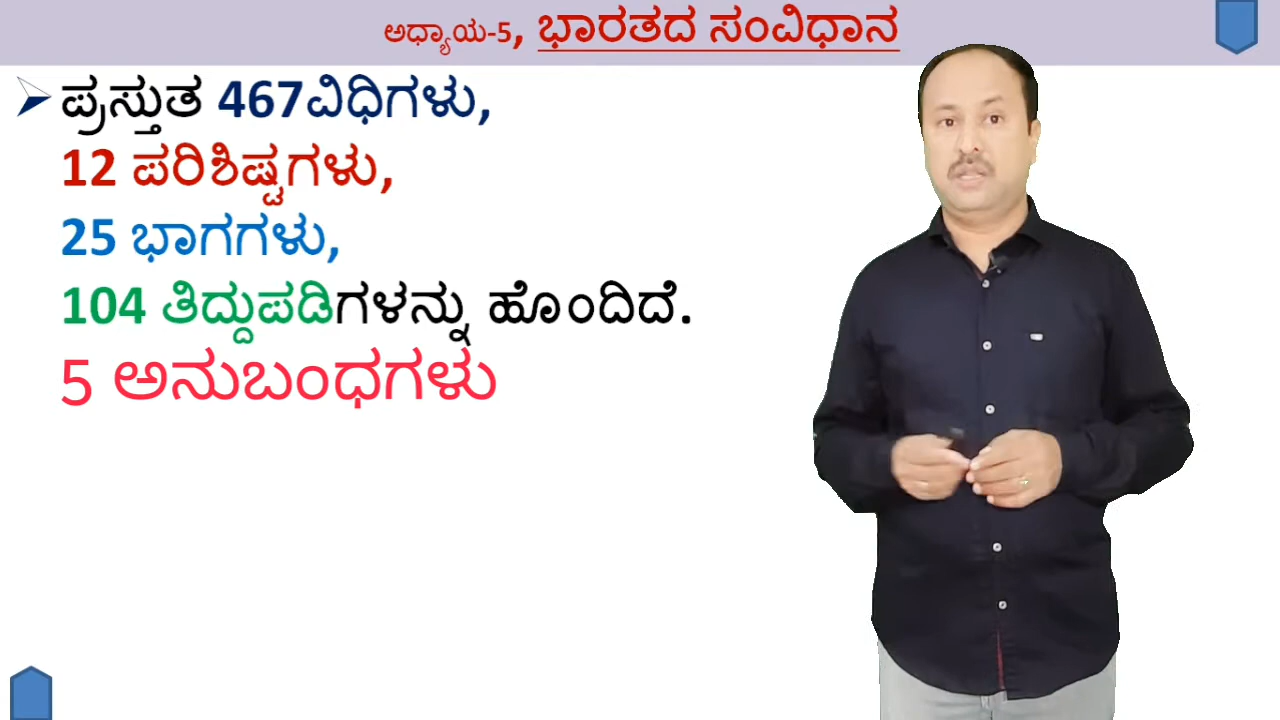 ಅಧ್ಯಾಯ-5, ಭಾರತದ ಸಂವಿಧಾನ
ಪ್ರಸ್ತುತ 467ವಿಧಿಗಳು,
12 ಪರಿಶಿಷ್ಟಗಳು,
25 ಭಾಗಗಳು,
104 ತಿದ್ದುಪಡಿಗಳನ್ನು ಹೊಂದಿದೆ.
5 ಅನುಬಂಧಗಳು